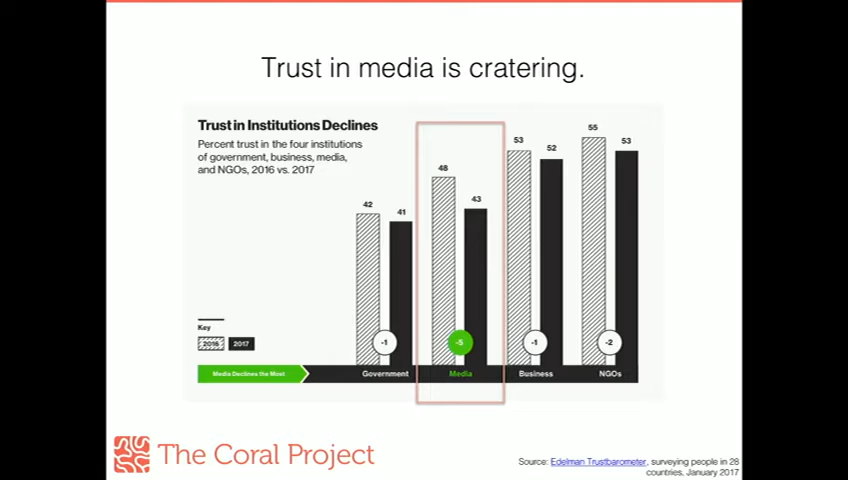 Trust in media is cratering.
Trust in Institutions Declines
Percent trust in the four institutions
of government, business, media,
and NGOs, 2016 vs. 2017
42
41
48
43
53
52
55
53
Key
2016
2017
-1
-5
-1
-2
Media Declines the Most
Government
Media
Business
NGOs
The Coral Project
Source: Edelman Trustbarometer, surveying people in 28
countries, January 2017